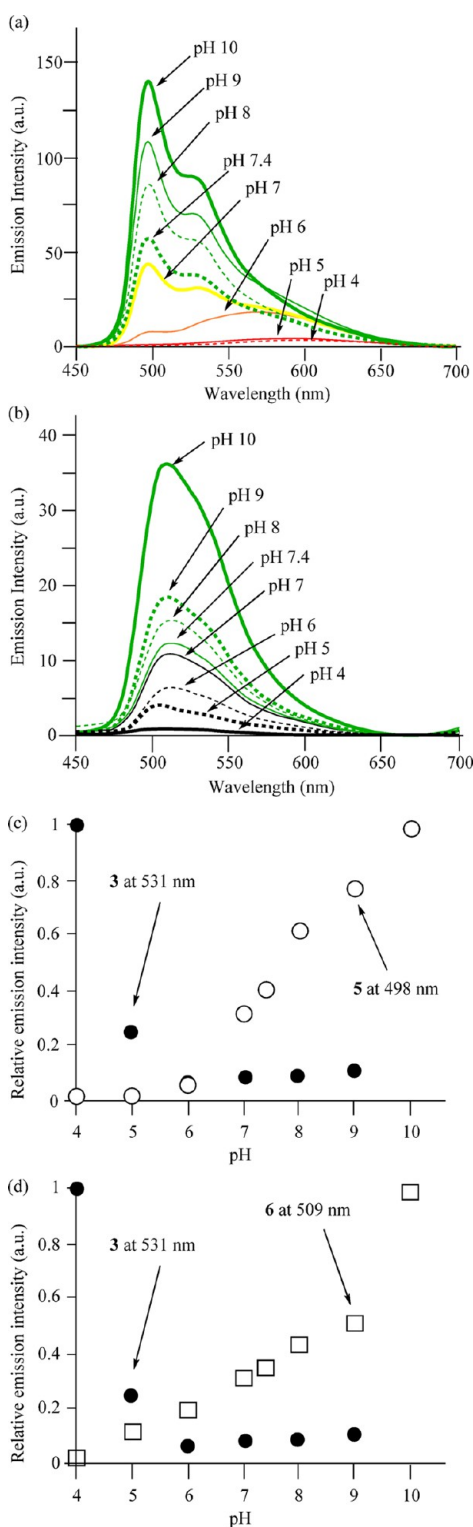 (a)
pH 10
pH 9
pH 8
pH 7.4
pH 7
pH 6
pH 5
pH 4
150
100
50
0
Emission Intensity (a.u.)
450 500 550 600 650 700
Wavelength (nm)
(b)
pH 10
pH 9
pH 8
pH 7.4
pH 7
pH 6
pH 5
pH 4
40
30
20
10
0
Emission Intensity (a.u.)
450 500 550 600 650 700
Wavelength (nm)
(c)
1
0.8
0.6
0.4
0.2
0
Relative emission intensity (a.u.)
3 at 531 nm
5 at 498 nm
4 5 6 7 8 9 10
pH
(d)
1
0.8
0.6
0.4
0.2
0
Relative emission intensity (a.u.)
6 at 509 nm
3 at 531 nm
4 5 6 7 8 9 10
pH